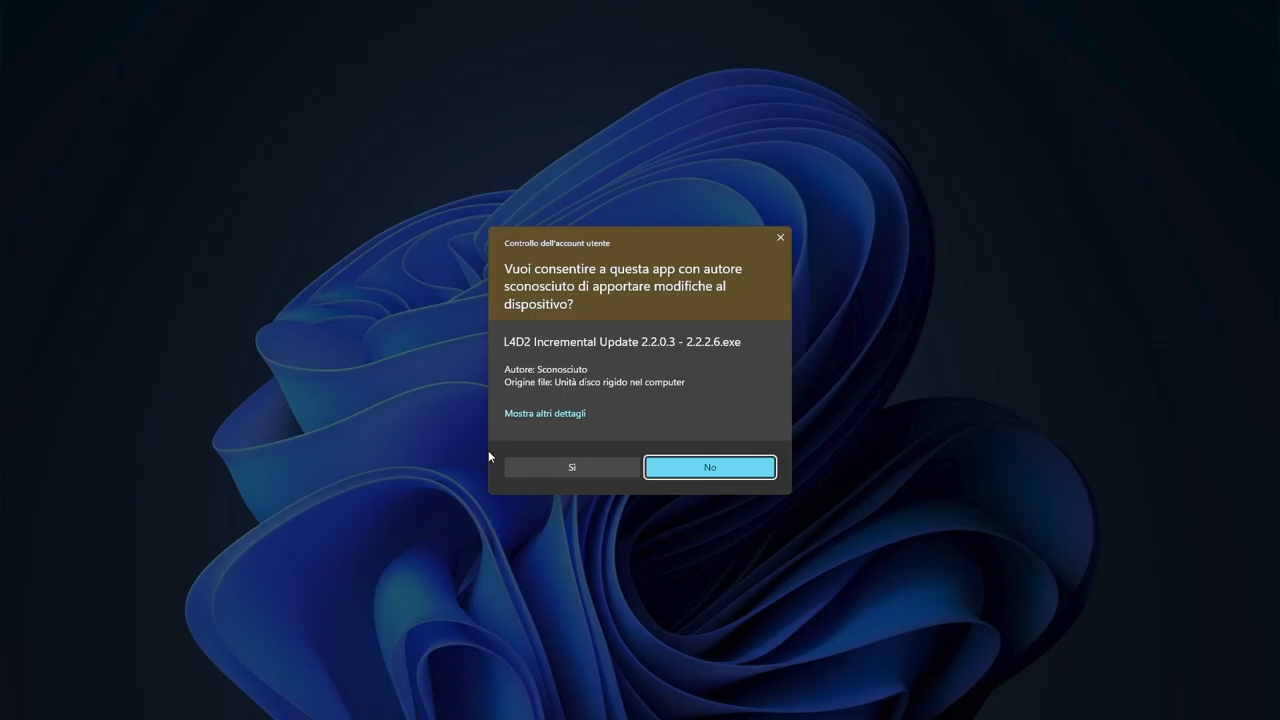 Controllo dell'account utente
Vuoi consentire a questa app con autore
sconosciuto di apportare modifiche al
dispositivo?
L4D2 Incremental Update 2.2.0.3 - 2.2.2.6.exe
Autore: Sconosciuto
Origine file: Unità disco rigido nel computer
Mostra altri dettagli
Sì
No